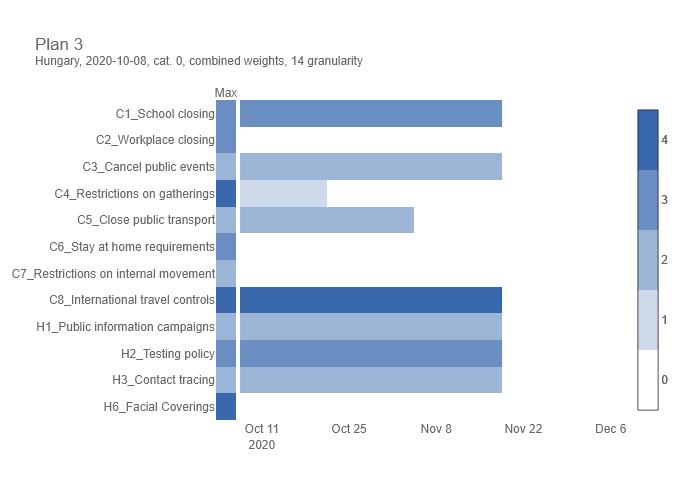 Plan 3
Hungary, 2020-10-08, cat. 0, combined weights, 14 granularity
Max
C1_School closing
C2_Workplace closing
C3_Cancel public events
C4_Restrictions on gatherings
C5_Close public transport
C6_Stay at home requirements
C7_Restrictions on internal movement
C8_International travel controls
H1_Public information campaigns
H2_Testing policy
H3_Contact tracing
H6_Facial Coverings
Oct 11 Oct 25 Nov 8 Nov 22 Dec 6
2020
4
3
2
1
0